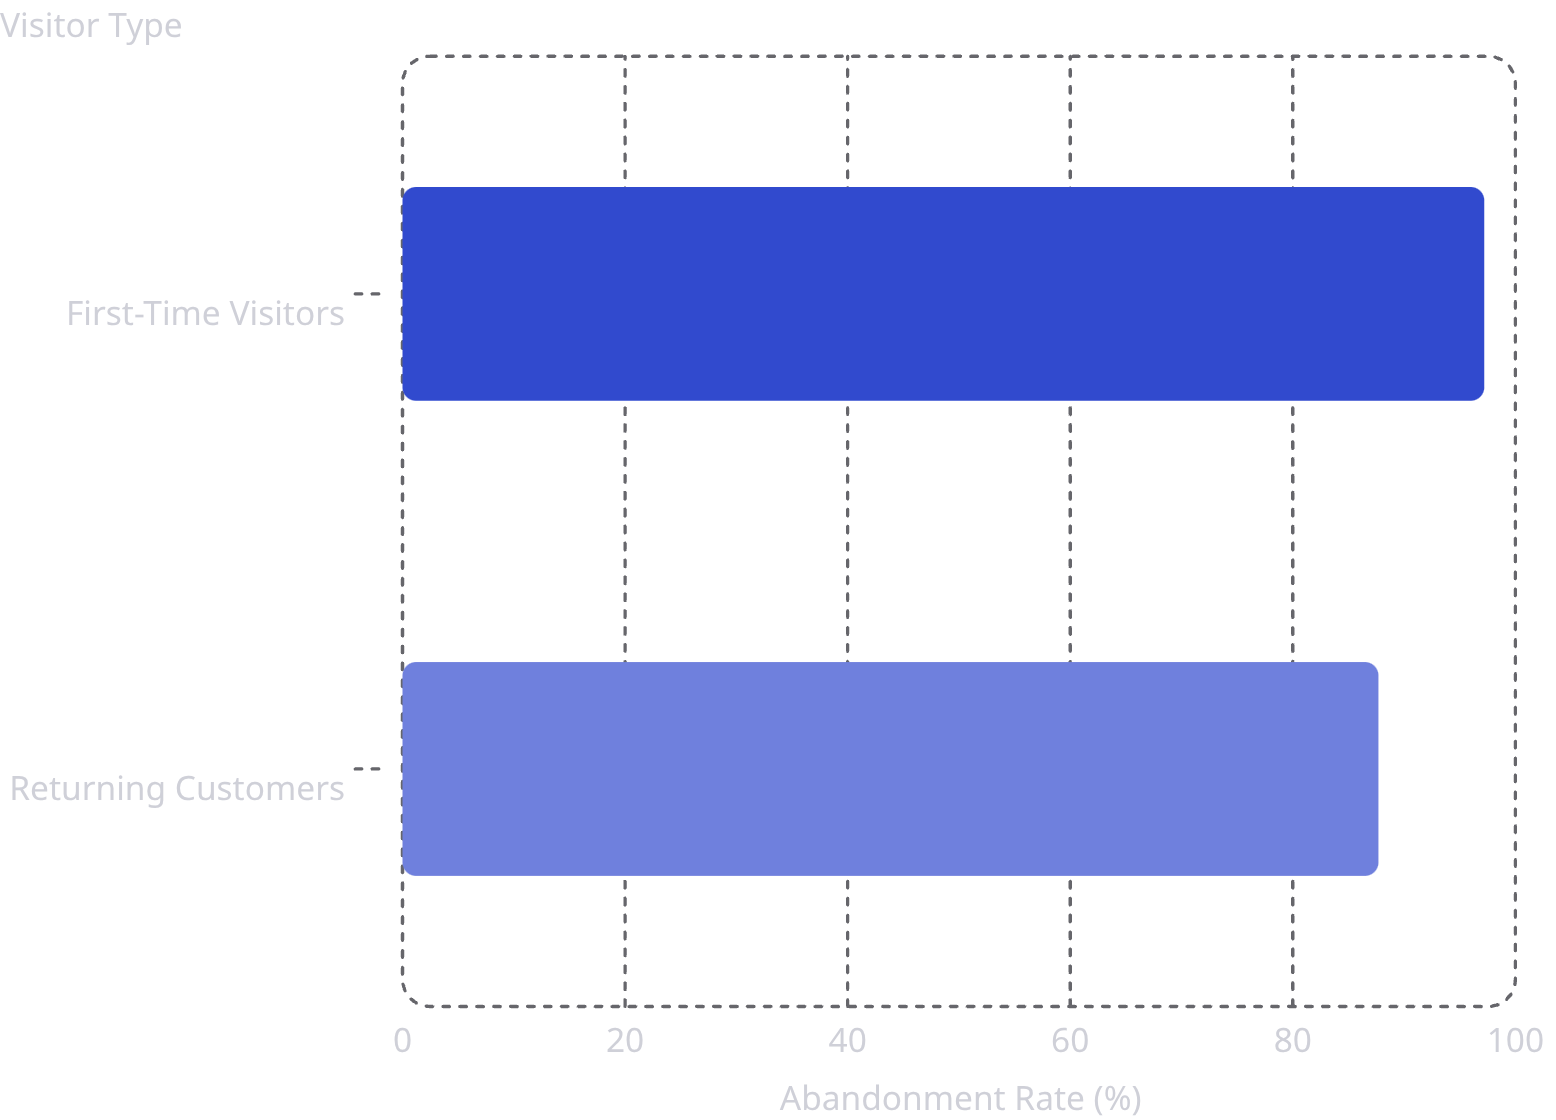 Visitor Type
First-Time Visitors
Returning Customers
0 20 40 60 80 100
Abandonment Rate (%)